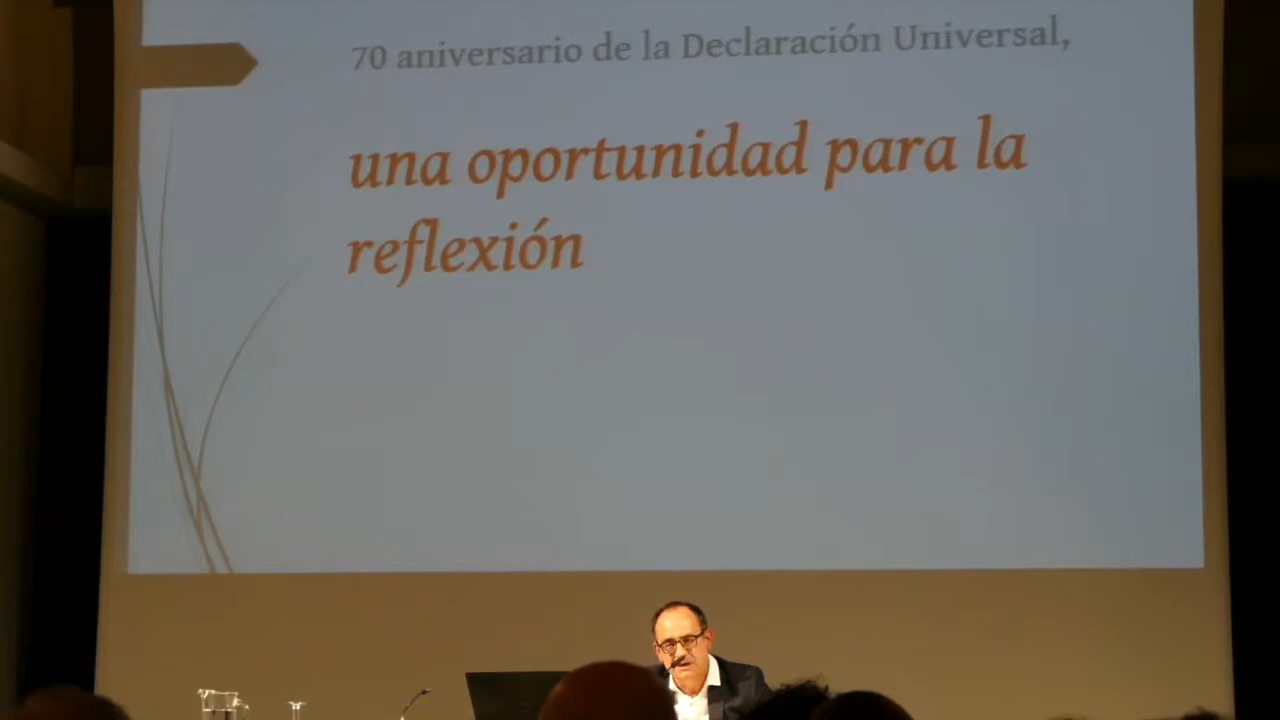 70 aniversario de la Declaración Universal,
una oportunidad para la
reflexión